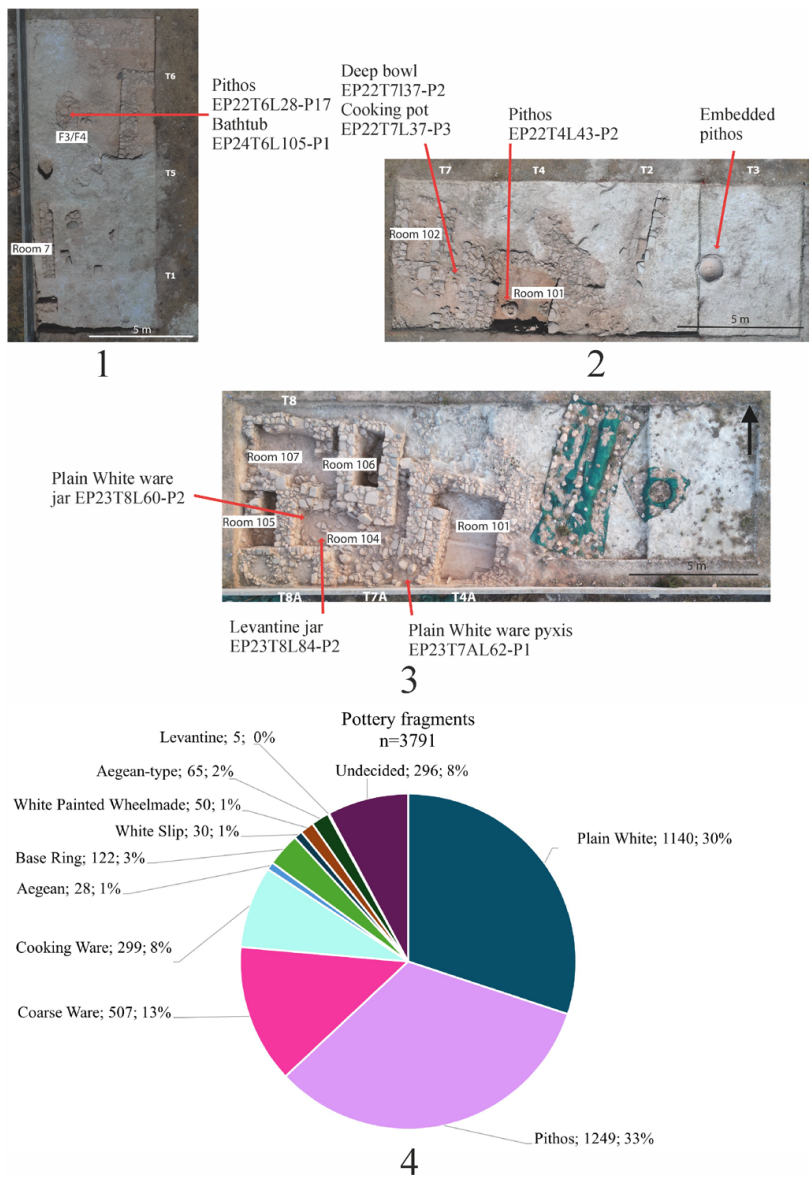 T6
Pithos
EP22T6L28-P17
Bathtub
EP24T6L105-P1
F3/F4
T5
Room 7
T1
5 m
1
Deep bowl
EP22T7l37-P2
Cooking pot
EP22T7L37-P3
Pithos
EP22T4L43-P2
Embedded
pithos
T7 T4 T2 T3
Room 102
Room 101
5 m
2
T8
Room 107
Room 106
Plain White ware
jar EP23T8L60-P2
Room 105
Room 104
Room 101
5 m
T8A T7A T4A
Levantine jar
EP23T8L84-P2
Plain White ware pyxis
EP23T7AL62-P1
3
Pottery fragments
n=3791
Levantine; 5; 0%
Aegean-type; 65; 2%
Undecided; 296; 8%
White Painted Wheelmade; 50; 1%
White Slip; 30; 1%
Plain White; 1140; 30%
Base Ring; 122; 3%
Aegean; 28; 1%
Cooking Ware; 299; 8%
Coarse Ware; 507; 13%
Pithos; 1249; 33%
4